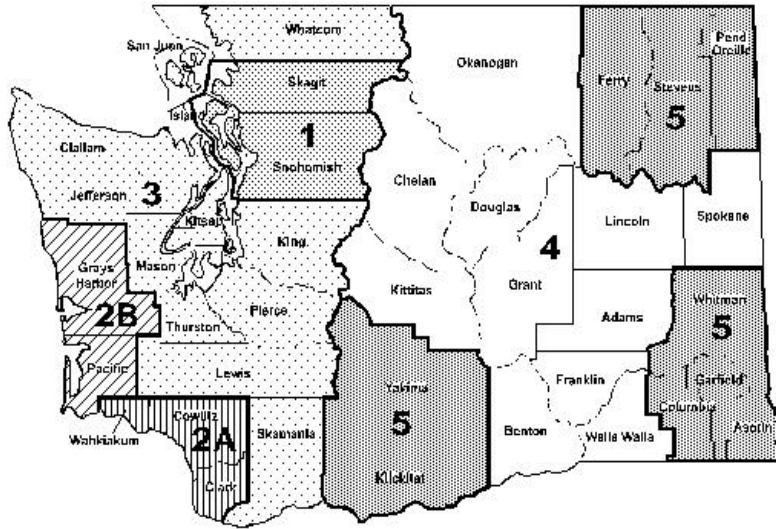 Whatcom
San Juan
Okanogan
Pend
Oreille
Skagit
Ferry
Stevens
Island
5
1
Clallam
Snohomish
Chelan
Jefferson
3
Douglas
Lincoln
Spokane
Kitsap
King
4
Grays
Harbor
Mason
Grant
Kittitas
Whitman
2B
Pierce
Adams
5
Thurston
Pacific
Lewis
Yakima
Franklin
Garfield
Columbia
Cowlitz
Wahkiakum
2A
Skamania
5
Benton
Walla Walla
Asotin
Klickitat
Clark